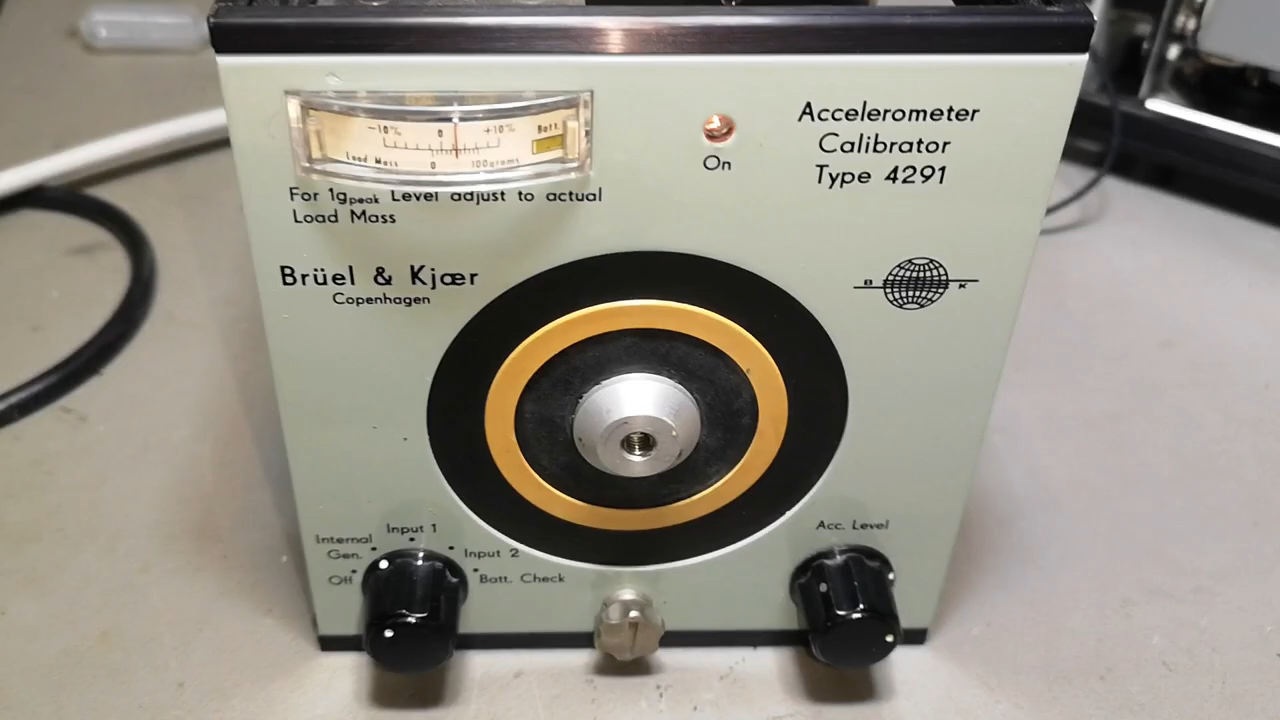 -10% 0 +10% Batt.
Load Mass 0 100grams
For 1gpeak Level adjust to actual
Load Mass
On
Accelerometer
Calibrator
Type 4291
Brüel & Kjær
Copenhagen
B K
Internal
Gen.
Off
Input 1
Input 2
Batt. Check
Acc. Level